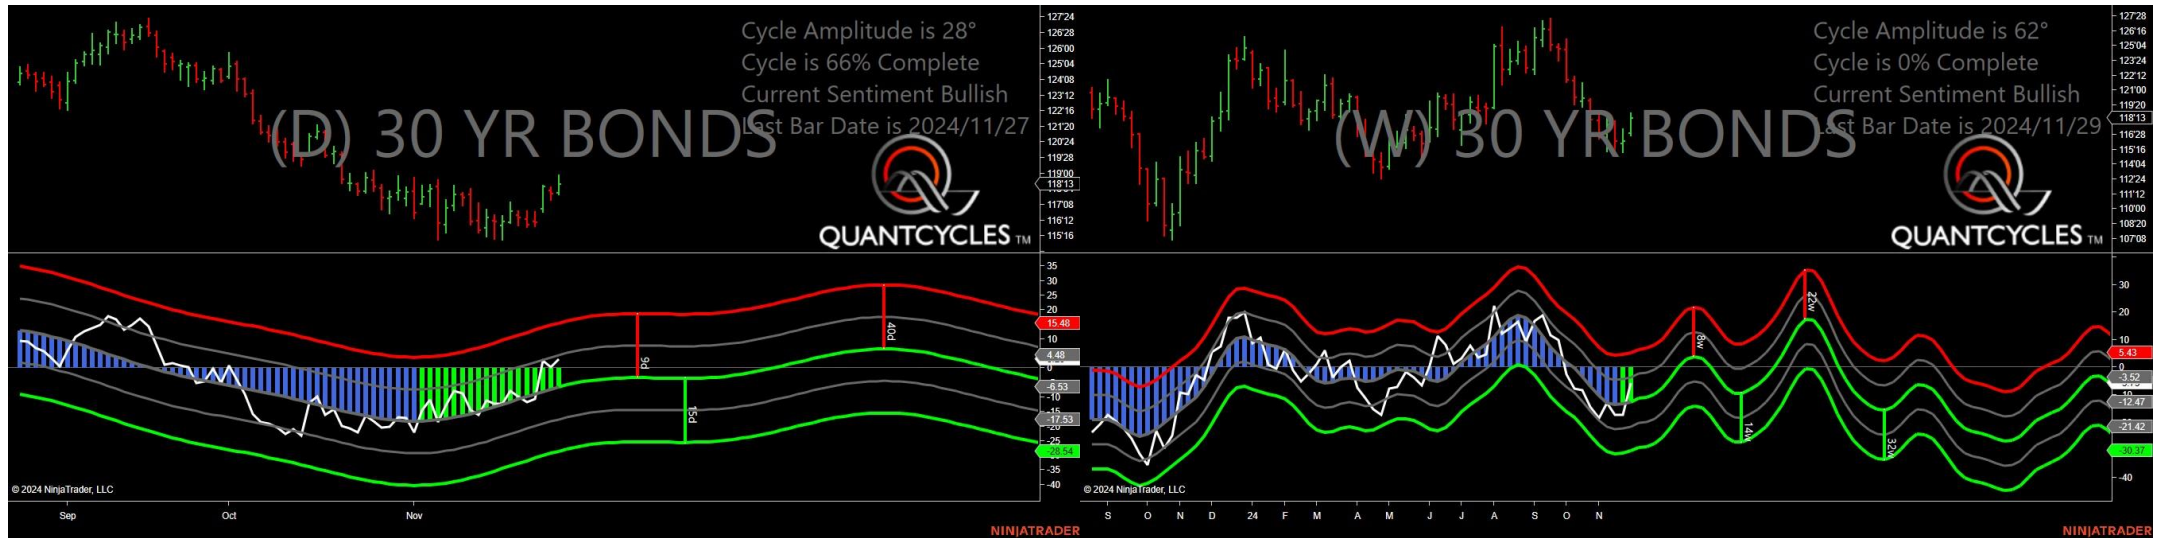 Cycle Amplitude is 28°
Cycle is 66% Complete
Current Sentiment Bullish
Last Bar Date is 2024/11/27
(D) 30 YR BONDS
QUANTCYCLES TM
127'24
126'28
126'00
125'04
124'08
123'12
122'16
121'20
120'24
119'28
119'00
118'13
117'08
116'12
115'16
35
30
25
20
15.48
10
4.48
0
-6.53
-10
-15
-17.53
-20
-25
-28.54
-35
-40
9d
15d
40d
© 2024 NinjaTrader, LLC
Sep Oct Nov
NINJATRADER
Cycle Amplitude is 62°
Cycle is 0% Complete
Current Sentiment Bullish
Last Bar Date is 2024/11/29
(W) 30 YR BONDS
QUANTCYCLES TM
127'28
126'16
125'04
123'24
122'12
121'00
119'20
118'13
116'28
115'16
114'04
112'24
111'12
110'00
108'20
107'08
30
20
10
5.43
0
-3.52
-12.47
-21.42
-30.37
-40
8w
14w
22w
32w
© 2024 NinjaTrader, LLC
S O N D 24 F M A M J J A S O N
NINJATRADER